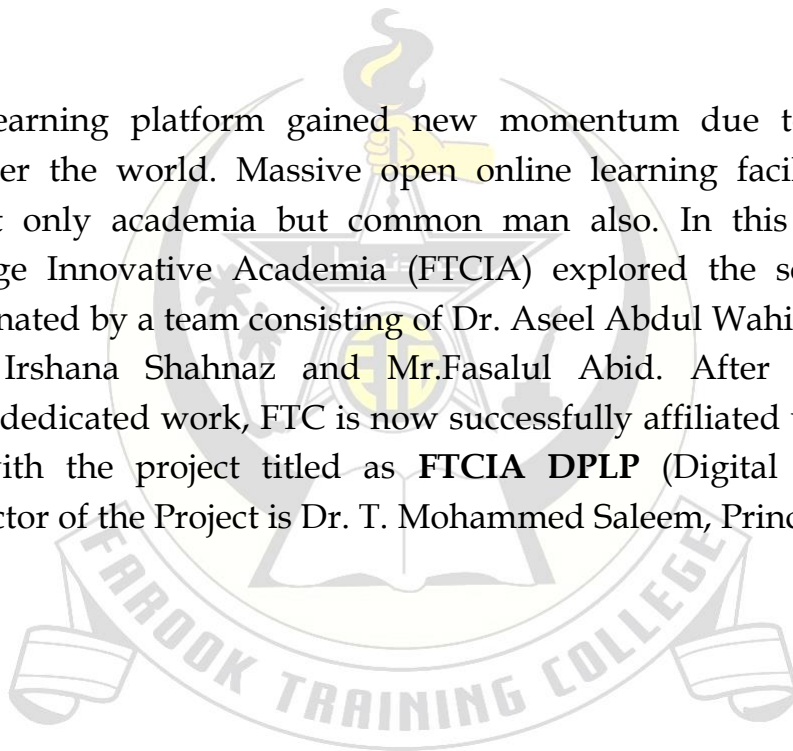 earning platform gained new momentum due t
er the world. Massive open online learning facil
t only academia but common man also. In this
ge Innovative Academia (FTCIA) explored the s
nated by a team consisting of Dr. Aseel Abdul Wahi
Irshana Shahnaz and Mr.Fasalul Abid. After
dedicated work, FTC is now successfully affiliated
with the project titled as FTCIA DPLP (Digital
ctor of the Project is Dr. T. Mohammed Saleem, Princ
FAROOK TRAINING COLLEGE